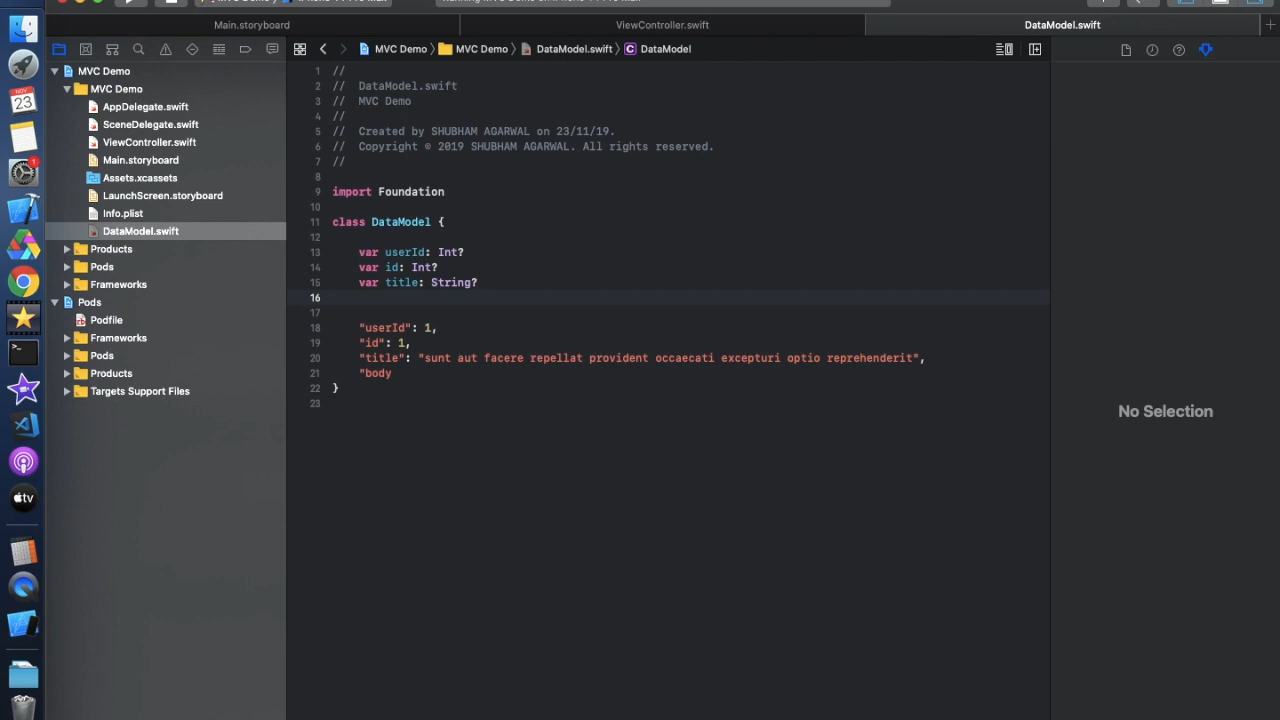 Main.storyboard
ViewController.swift
DataModel.swift
MVC Demo
MVC Demo
DataModel.swift
DataModel
NOV
23
1
tv
MVC Demo
MVC Demo
AppDelegate.swift
SceneDelegate.swift
ViewController.swift
Main.storyboard
Assets.xcassets
LaunchScreen.storyboard
Info.plist
DataModel.swift
Products
Pods
Frameworks
Pods
Podfile
Frameworks
Pods
Products
Targets Support Files
1 //
2 // DataModel.swift
3 // MVC Demo
4 //
5 // Created by SHUBHAM AGARWAL on 23/11/19.
6 // Copyright © 2019 SHUBHAM AGARWAL. All rights reserved.
7 //
8
9 import Foundation
10
11 class DataModel {
12
13 var userId: Int?
14 var id: Int?
15 var title: String?
16
17
18 "userId": 1,
19 "id": 1,
20 "title": "sunt aut facere repellat provident occaecati excepturi optio reprehenderit",
21 "body
22 }
23
No Selection